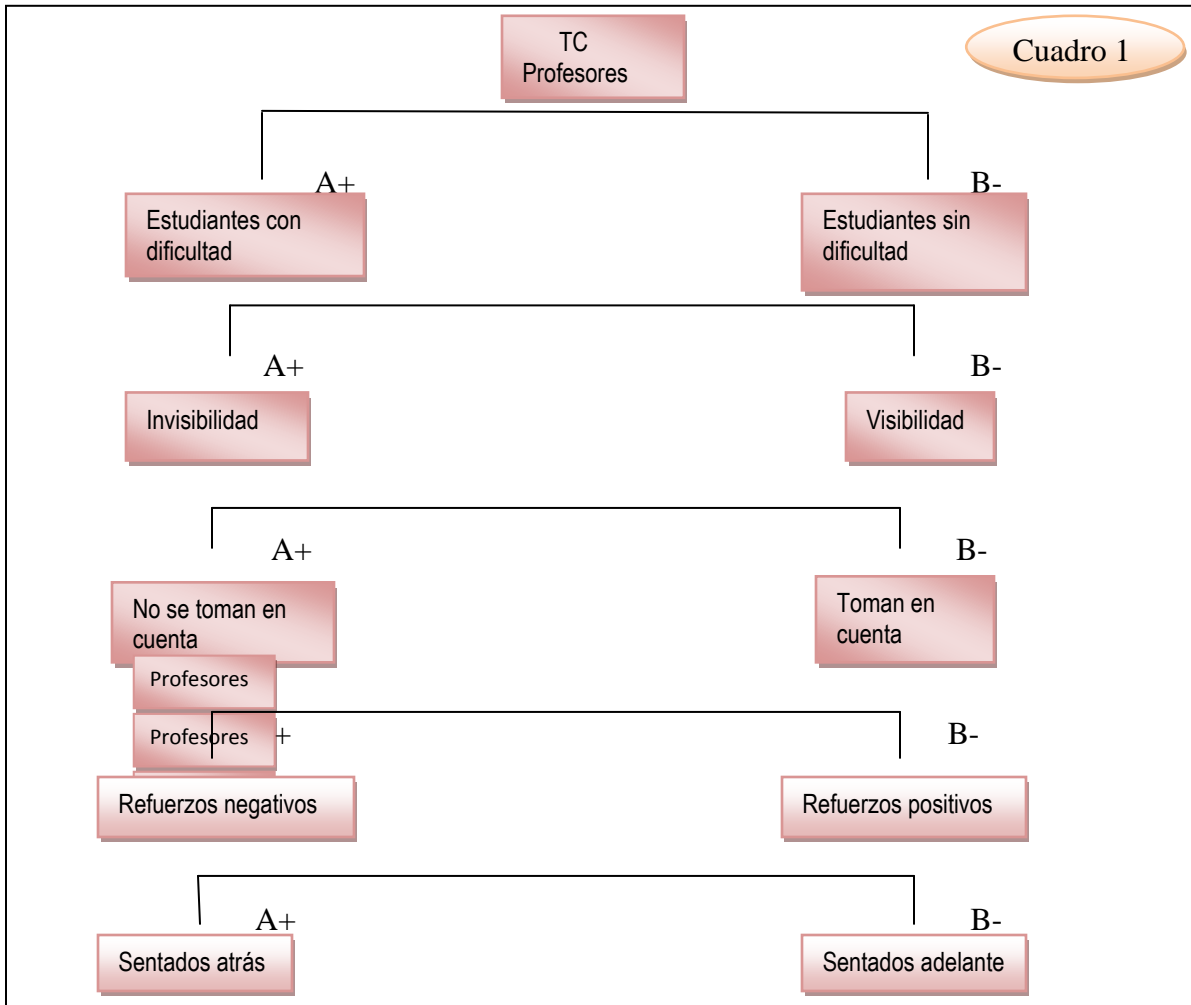 TC
Profesores
Cuadro 1
A+
B-
Estudiantes con
dificultad
Estudiantes sin
dificultad
A+
B-
Invisibilidad
Visibilidad
A+
B-
No se toman en
cuenta
Toman en
cuenta
Profesores
Profesores
+
B-
Refuerzos negativos
Refuerzos positivos
A+
B-
Sentados atrás
Sentados adelante